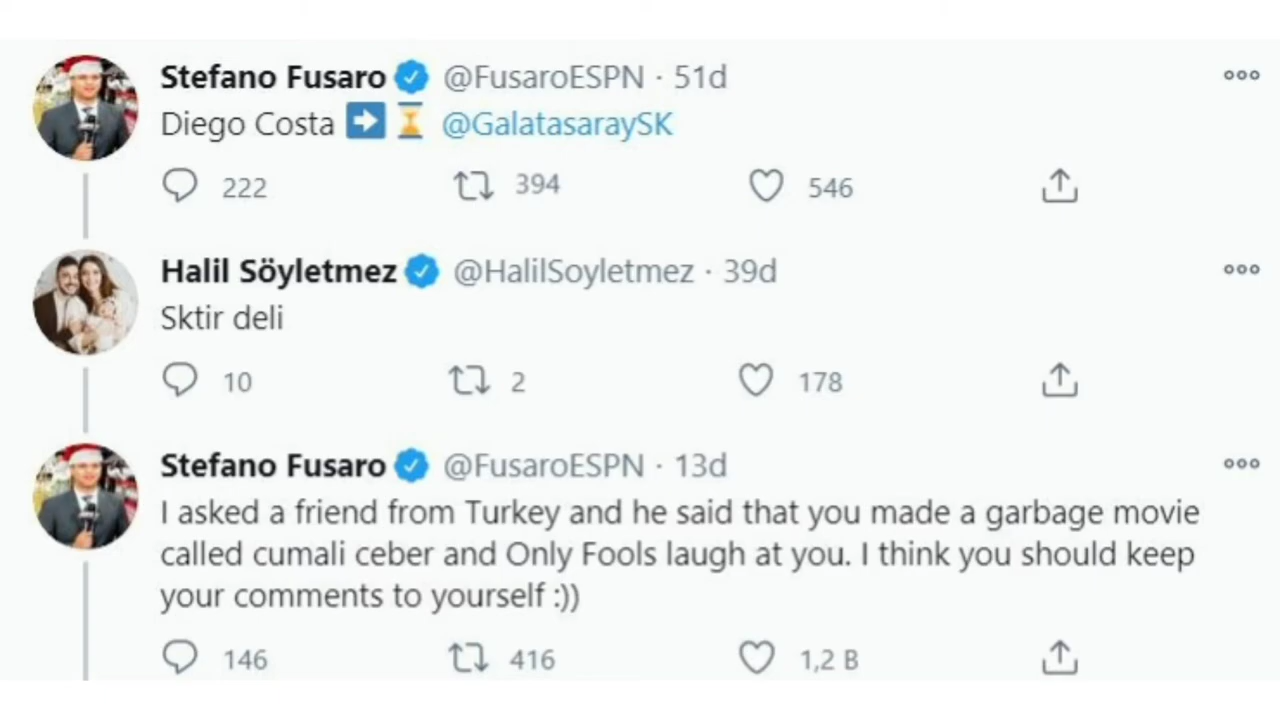 Stefano Fusaro @FusaroESPN · 51d
Diego Costa ➡️ ⏳ @GalatasaraySK
222 394 546
Halil Söyletmez @HalilSoyletmez · 39d
Sktir deli
10 2 178
Stefano Fusaro @FusaroESPN · 13d
I asked a friend from Turkey and he said that you made a garbage movie
called cumali ceber and Only Fools laugh at you. I think you should keep
your comments to yourself :))
146 416 1,2 B